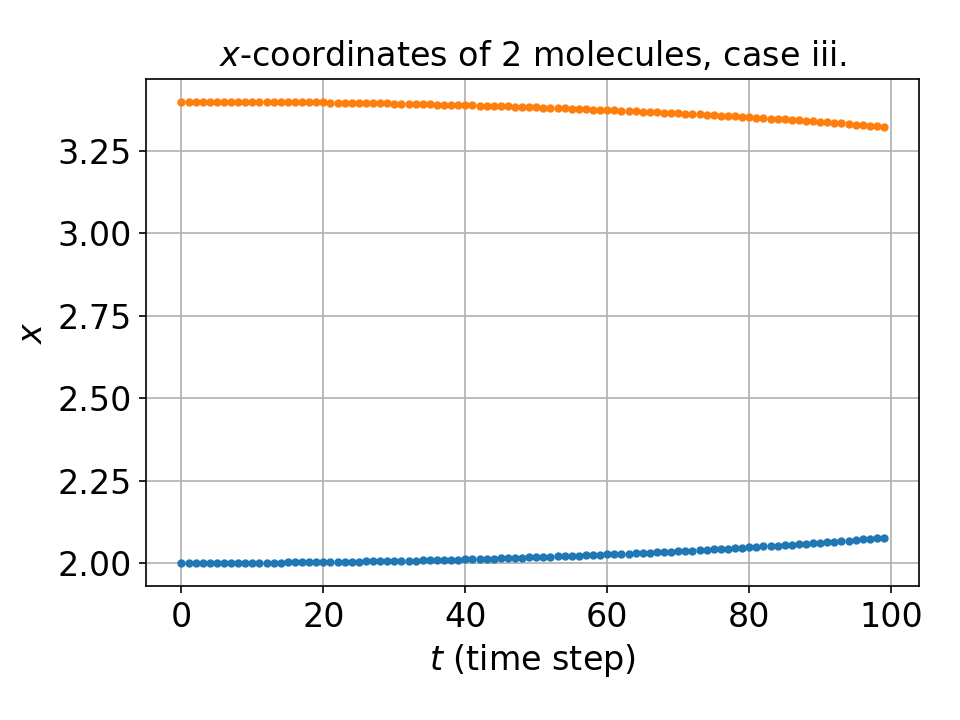 x-coordinates of 2 molecules, case iii.
x
3.25
3.00
2.75
2.50
2.25
2.00
0 20 40 60 80 100
t (time step)